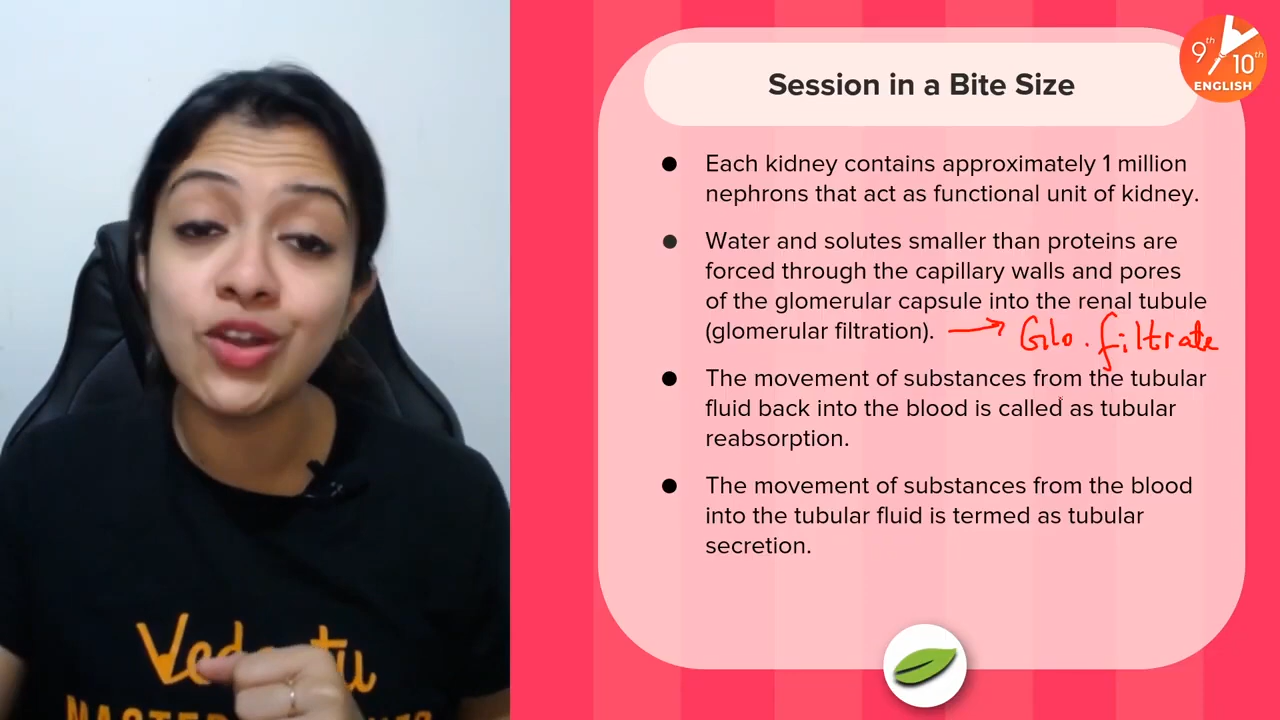 Session in a Bite Size
9th 10th
ENGLISH
● Each kidney contains approximately 1 million
nephrons that act as functional unit of kidney.
● Water and solutes smaller than proteins are
forced through the capillary walls and pores
of the glomerular capsule into the renal tubule
(glomerular filtration). → Glo. filtrate
● The movement of substances from the tubular
fluid back into the blood is called as tubular
reabsorption.
● The movement of substances from the blood
into the tubular fluid is termed as tubular
secretion.